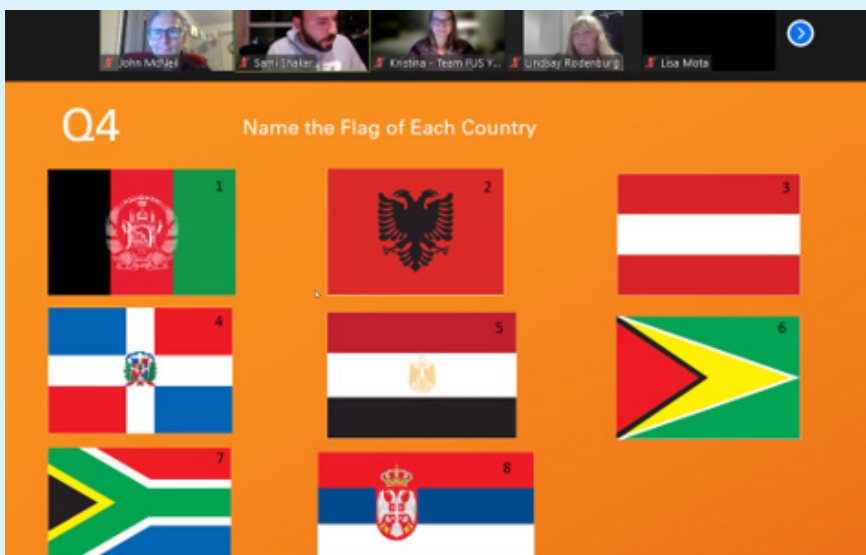 John McNeil
Sami Shaker
Kristina - Team FUS Y...
Lindsay Rodenburg
Lisa Mota
Q4
Name the Flag of Each Country
1
2
3
4
5
6
7
8